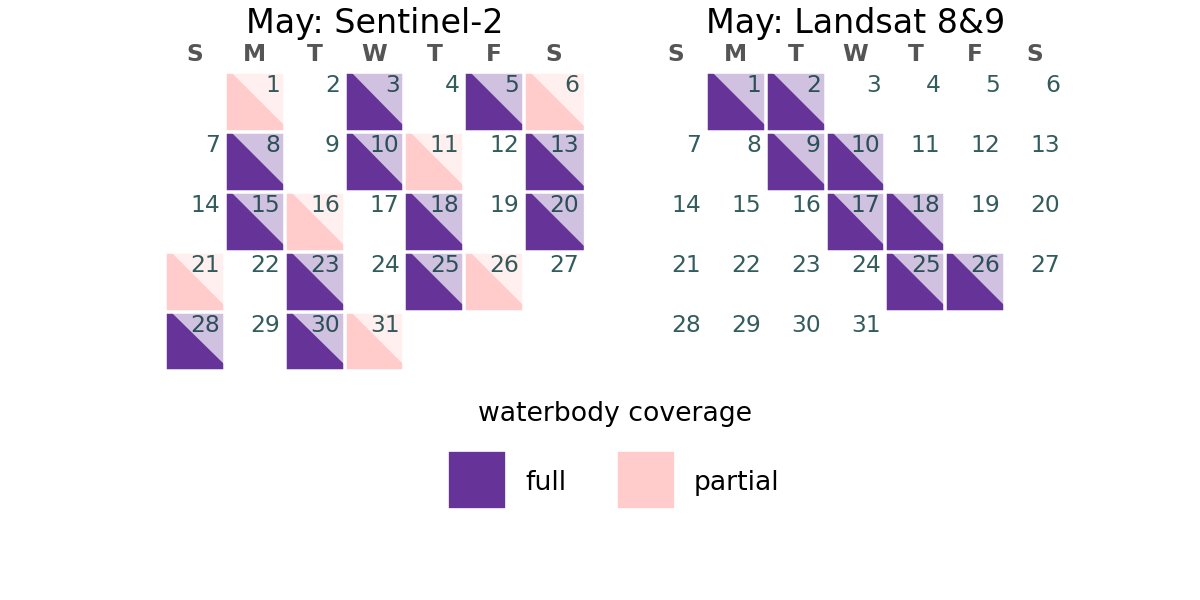 May: Sentinel-2
S M T W T F S
1 2 3 4 5 6
7 8 9 10 11 12 13
14 15 16 17 18 19 20
21 22 23 24 25 26 27
28 29 30 31
May: Landsat 8&9
S M T W T F S
1 2 3 4 5 6
7 8 9 10 11 12 13
14 15 16 17 18 19 20
21 22 23 24 25 26 27
28 29 30 31
waterbody coverage
full partial